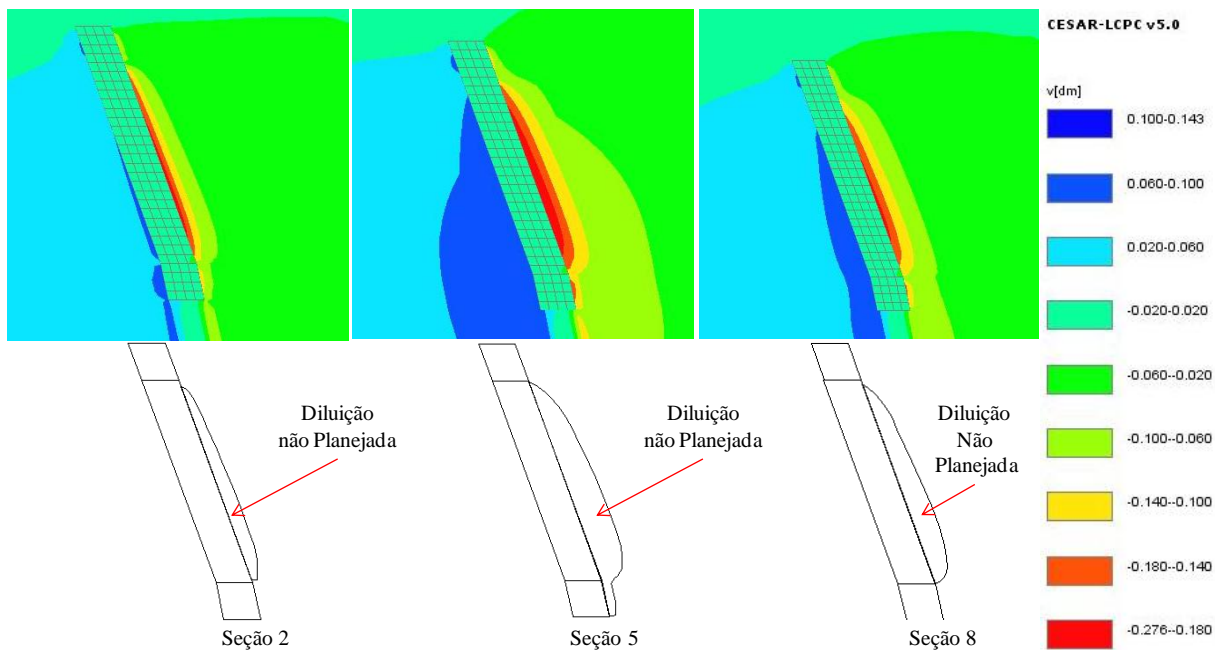 CESAR-LCPC v5.0
v[dm]
0.100-0.143
0.060-0.100
0.020-0.060
-0.020-0.020
-0.060--0.020
-0.100--0.060
-0.140--0.100
-0.180--0.140
-0.276--0.180
Diluição
não Planejada
Diluição
não Planejada
Diluição
Não
Planejada
Seção 2
Seção 5
Seção 8